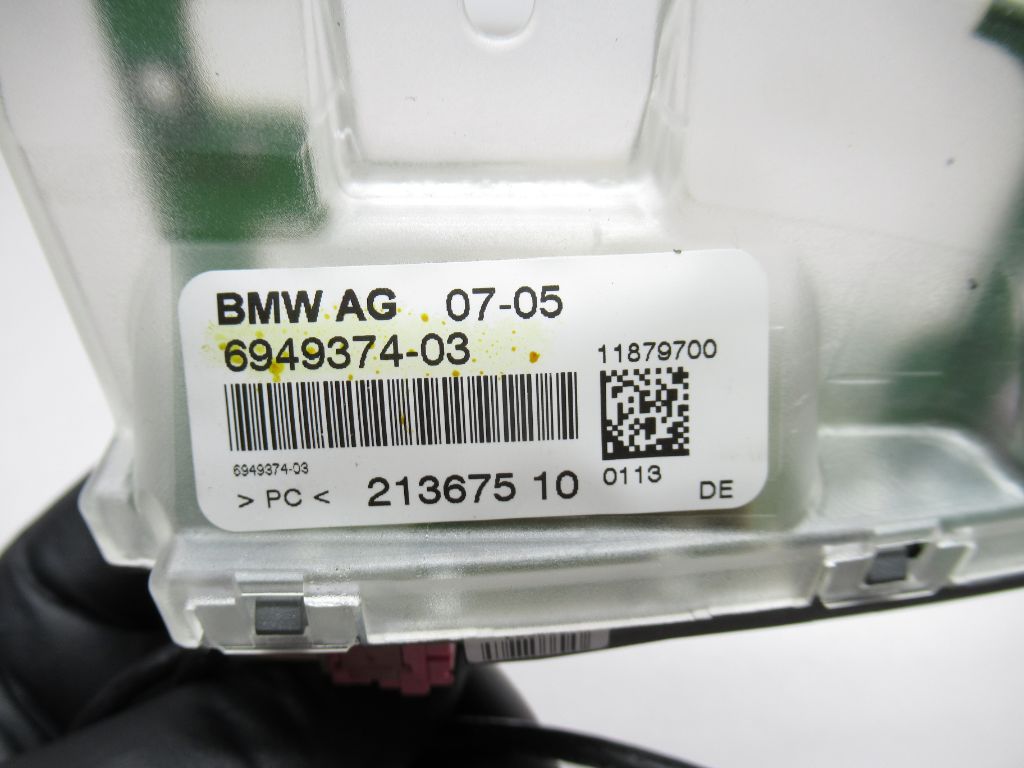 BMW AG 07-05
6949374-03
11879700
6949374-03
> PC < 213675 10
0113
DE